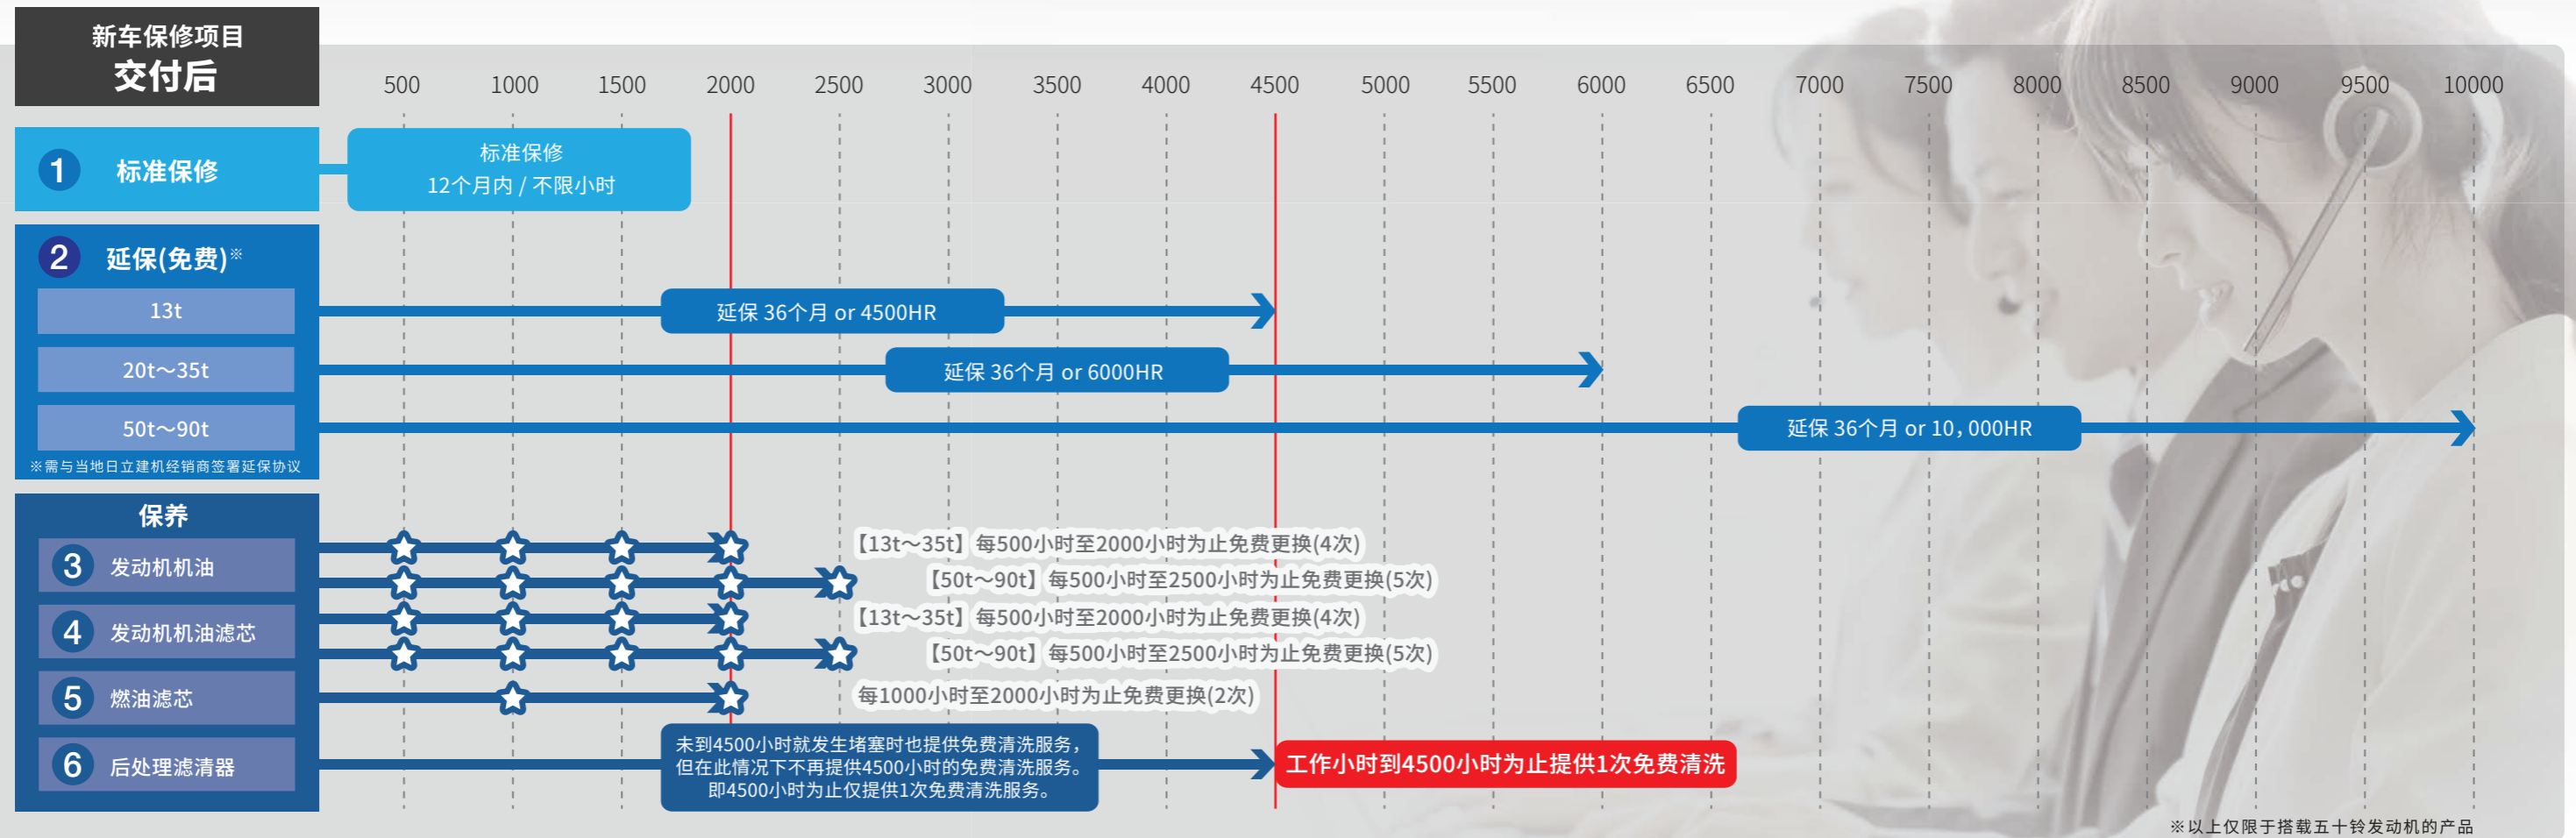 新车保修项目
交付后
500 1000 1500 2000 2500 3000 3500 4000 4500 5000 5500 6000 6500 7000 7500 8000 8500 9000 9500 10000
1 标准保修
标准保修
12个月内 / 不限小时
2 延保(免费)※
13t
延保 36个月 or 4500HR
20t～35t
延保 36个月 or 6000HR
50t～90t
延保 36个月 or 10，000HR
※需与当地日立建机经销商签署延保协议
保养
3 发动机机油
【13t～35t】每500小时至2000小时为止免费更换(4次)
【50t～90t】每500小时至2500小时为止免费更换(5次)
4 发动机机油滤芯
【13t～35t】每500小时至2000小时为止免费更换(4次)
【50t～90t】每500小时至2500小时为止免费更换(5次)
5 燃油滤芯
每1000小时至2000小时为止免费更换(2次)
6 后处理滤清器
未到4500小时就发生堵塞时也提供免费清洗服务，
但在此情况下不再提供4500小时的免费清洗服务。
即4500小时为止仅提供1次免费清洗服务。
工作小时到4500小时为止提供1次免费清洗
※以上仅限于搭载五十铃发动机的产品